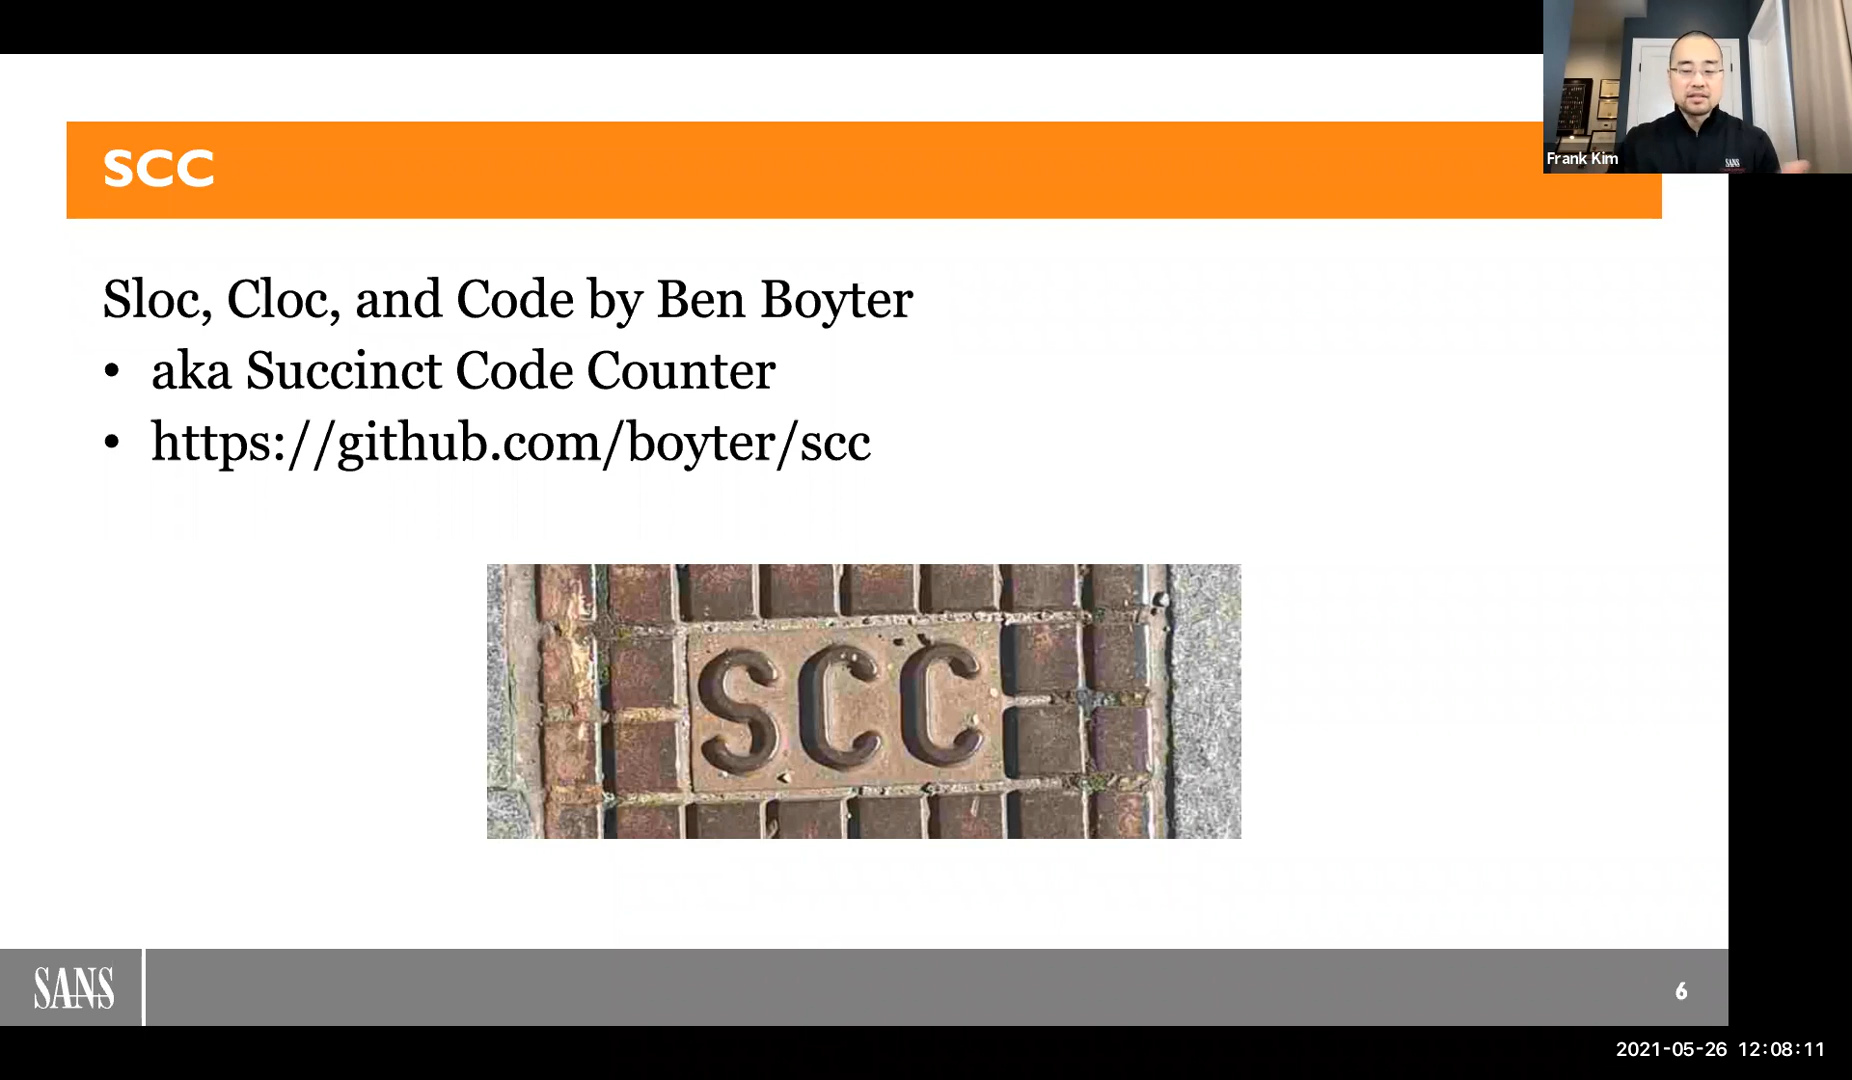 SCC
Frank Kim
SANS
Sloc, Cloc, and Code by Ben Boyter
• aka Succinct Code Counter
• https://github.com/boyter/scc
SCC
SANS
6
2021-05-26 12:08:11